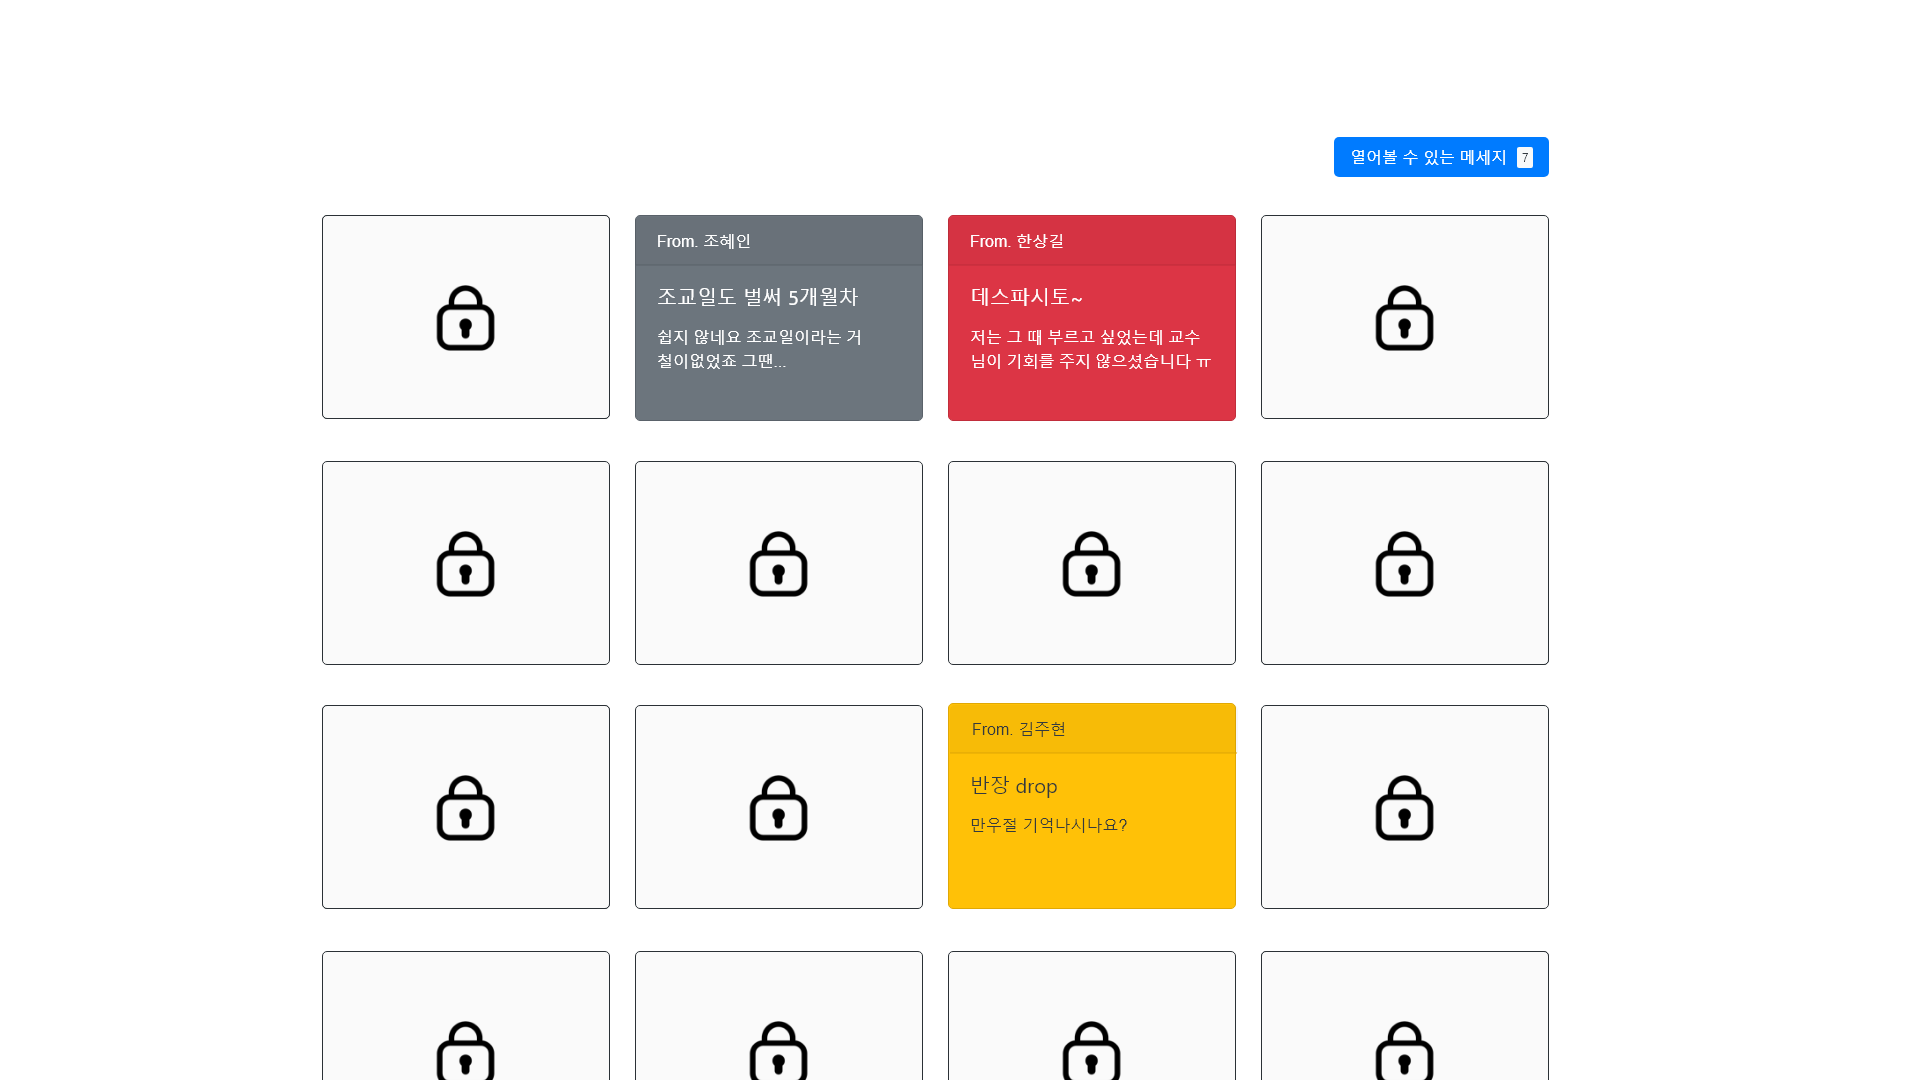 열어볼 수 있는 메세지 7
From. 조혜인
조교일도 벌써 5개월차
쉽지 않네요 조교일이라는 거
철이없었죠 그땐...
From. 한상길
데스파시토~
저는 그 때 부르고 싶었는데 교수
님이 기회를 주지 않으셨습니다 ㅠ
From. 김주현
반장 drop
만우절 기억나시나요?